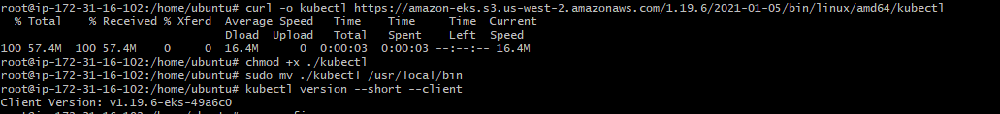 root@ip-172-31-16-102:/home/ubuntu# curl -o kubectl https://amazon-eks.s3.us-west-2.amazonaws.com/1.19.6/2021-01-05/bin/linux/amd64/kubectl
  % Total    % Received % Xferd  Average Speed   Time    Time     Time  Current
                                 Dload  Upload   Total   Spent    Left  Speed
100 57.4M  100 57.4M    0     0  16.4M      0  0:00:03  0:00:03 --:--:-- 16.4M
root@ip-172-31-16-102:/home/ubuntu# chmod +x ./kubectl
root@ip-172-31-16-102:/home/ubuntu# sudo mv ./kubectl /usr/local/bin
root@ip-172-31-16-102:/home/ubuntu# kubectl version --short --client
Client Version: v1.19.6-eks-49a6c0